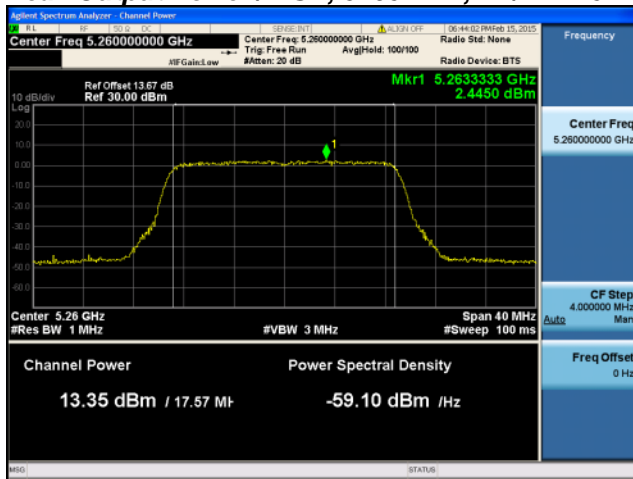 Agilent Spectrum Analyzer - Channel Power
RL RF 50 Ω DC SENSE:INT ALIGN OFF 06:44:02 PM Feb 15, 2015
Center Freq 5.260000000 GHz
Center Freq: 5.260000000 GHz
Radio Std: None
Trig: Free Run Avg|Hold: 100/100
#IFGain:Low #Atten: 20 dB Radio Device: BTS
Frequency
Mkr1 5.2633333 GHz
2.4450 dBm
Ref Offset 13.67 dB
10 dB/div Ref 30.00 dBm
Log
20.0
10.0
1
0.00
-10.0
-20.0
-30.0
-40.0
-50.0
-60.0
Center Freq
5.260000000 GHz
Center 5.26 GHz Span 40 MHz
#Res BW 1 MHz #VBW 3 MHz #Sweep 100 ms
CF Step
4.000000 MHz
Auto Man
Channel Power Power Spectral Density
13.35 dBm / 17.57 MH
-59.10 dBm /Hz
Freq Offset
0 Hz
MSG STATUS